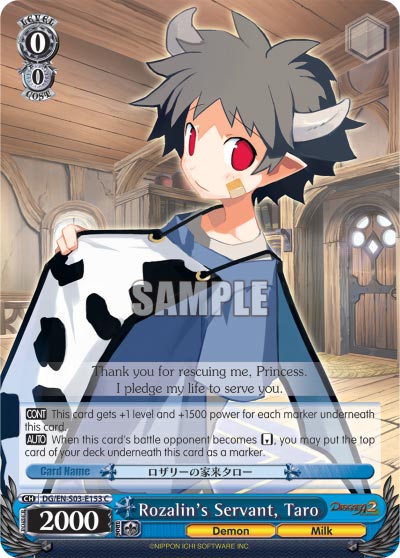 LEVEL
0
0
COST
SAMPLE
Thank you for rescuing me, Princess.
I pledge my life to serve you.
CONT This card gets +1 level and +1500 power for each marker underneath
this card.
AUTO When this card's battle opponent becomes , you may put the top
card of your deck underneath this card as a marker.
Card Name ロザリーの家来タロー
CH DG/EN-S03-E153 C
2000 Rozalin's Servant, Taro DISGAEA 2
Demon Milk
©NIPPON ICHI SOFTWARE INC.